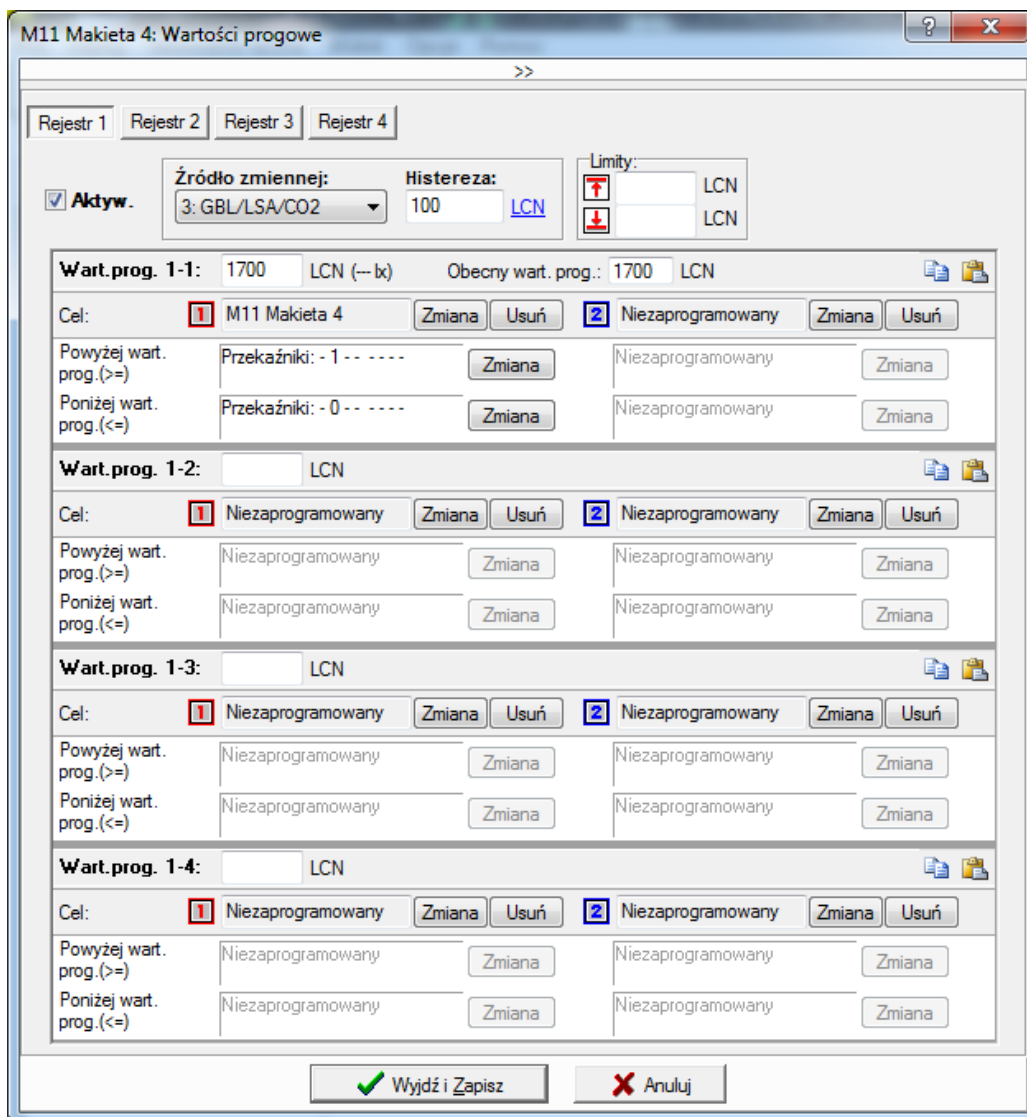 M11 Makieta 4: Wartości progowe
>>
Rejestr 1 Rejestr 2 Rejestr 3 Rejestr 4
Aktyw.
Źródło zmiennej: Histereza:
3: GBL/LSA/CO2 100 LCN
Limity:
LCN
LCN
Wart.prog. 1-1: 1700 LCN (--- lx) Obecny wart. prog.: 1700 LCN
Cel: 1 M11 Makieta 4 Zmiana Usuń 2 Niezaprogramowany Zmiana Usuń
Powyżej wart. prog.(>=) Przekaźniki: - 1 - - - - - - Zmiana Niezaprogramowany Zmiana
Poniżej wart. prog.(<=) Przekaźniki: - 0 - - - - - - Zmiana Niezaprogramowany Zmiana
Wart.prog. 1-2: LCN
Cel: 1 Niezaprogramowany Zmiana Usuń 2 Niezaprogramowany Zmiana Usuń
Powyżej wart. prog.(>=) Niezaprogramowany Zmiana Niezaprogramowany Zmiana
Poniżej wart. prog.(<=) Niezaprogramowany Zmiana Niezaprogramowany Zmiana
Wart.prog. 1-3: LCN
Cel: 1 Niezaprogramowany Zmiana Usuń 2 Niezaprogramowany Zmiana Usuń
Powyżej wart. prog.(>=) Niezaprogramowany Zmiana Niezaprogramowany Zmiana
Poniżej wart. prog.(<=) Niezaprogramowany Zmiana Niezaprogramowany Zmiana
Wart.prog. 1-4: LCN
Cel: 1 Niezaprogramowany Zmiana Usuń 2 Niezaprogramowany Zmiana Usuń
Powyżej wart. prog.(>=) Niezaprogramowany Zmiana Niezaprogramowany Zmiana
Poniżej wart. prog.(<=) Niezaprogramowany Zmiana Niezaprogramowany Zmiana
Wyjdź i Zapisz Anuluj